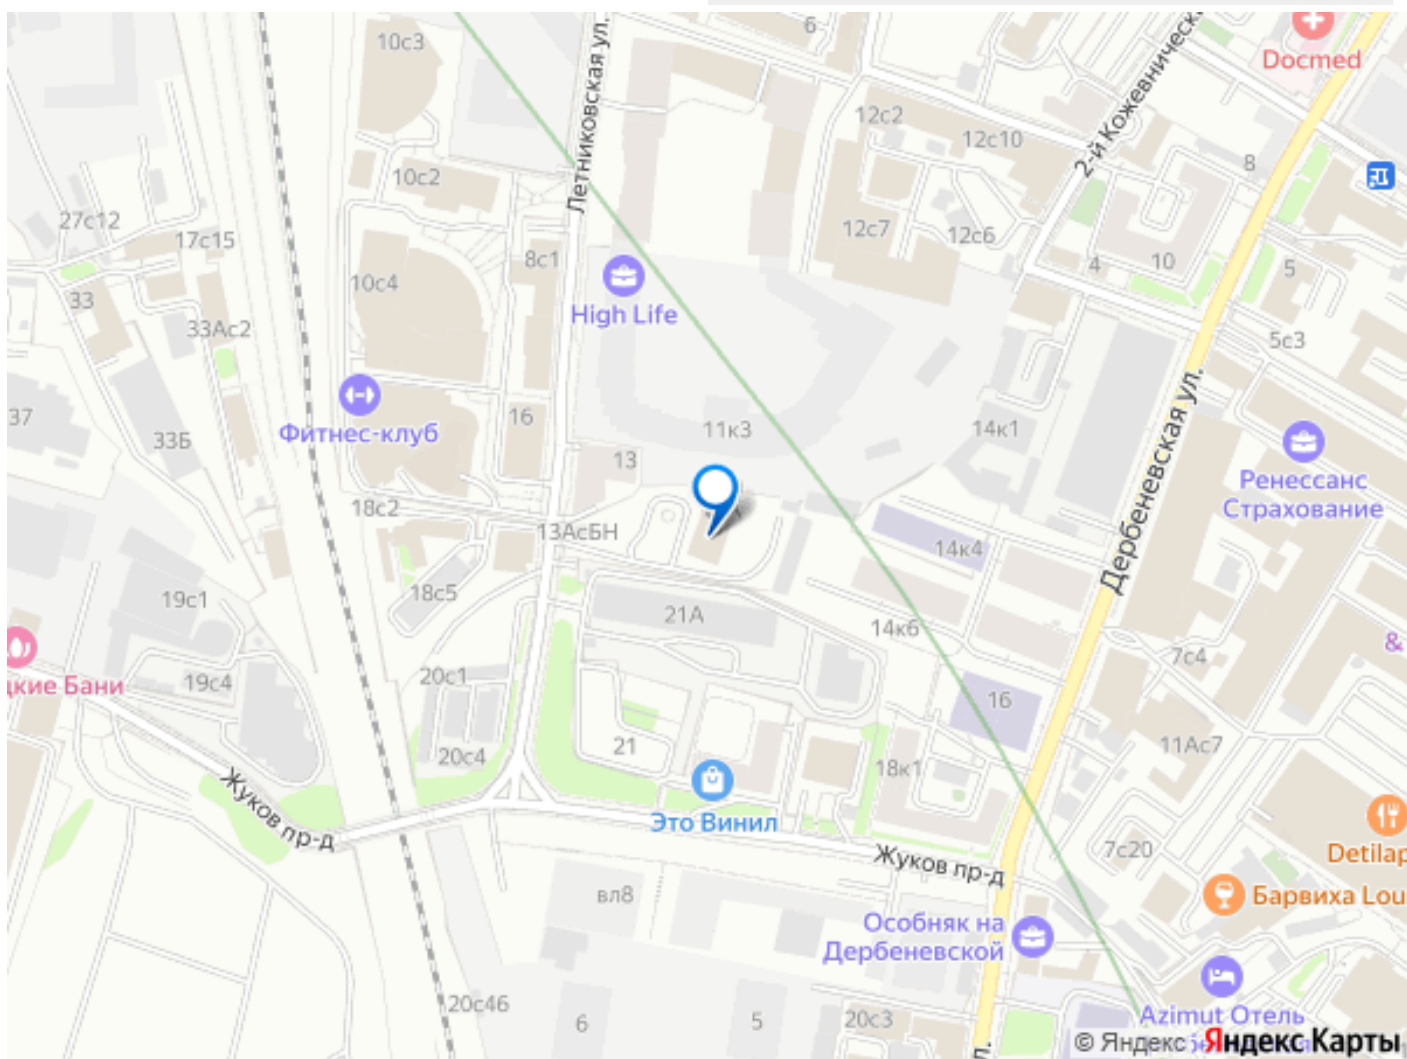 10с3
6
Docmed
Летниковская ул.
2-й Кожевническ
12с2
12с10
8
10с2
27с12
17с15
8с1
12с7
12с6
4
10
5
10с4
33
High Life
33Ас2
5с3
37
33Б
Фитнес-клуб
16
11к3
14к1
Дербеневская ул.
Ренессанс
Страхование
13
18с2
13АсБН
14к4
19с1
18с5
21А
14к6
7с4
&
цкие Бани
19с4
20с1
16
21
11Ас7
20с4
18к1
Жуков пр-д
Это Винил
7с20
Detilap
Жуков пр-д
вл8
Барвиха Lou
Особняк на
Дербеневской
20с46
6
5
20с3
Azimut Отель
л.
© Яндекс
Яндекс Карты